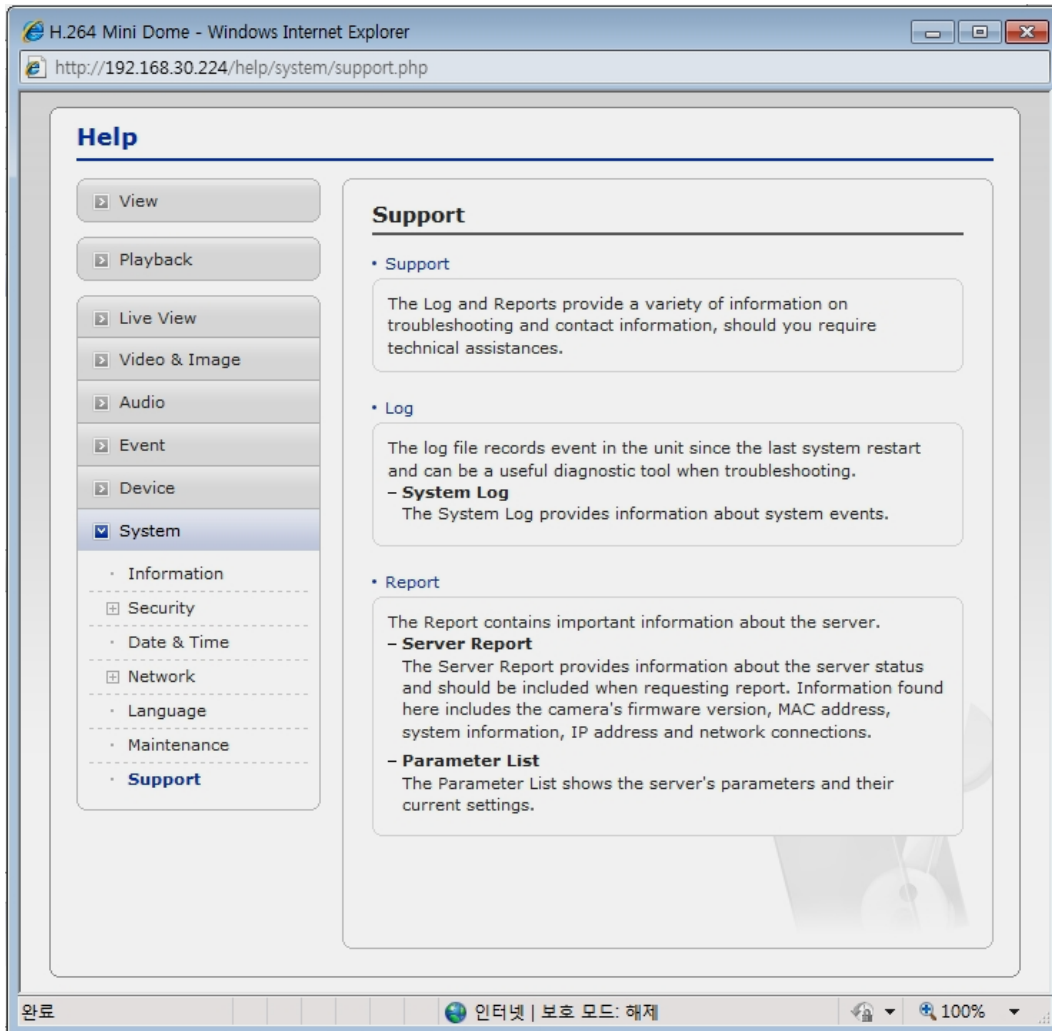 H.264 Mini Dome - Windows Internet Explorer
http://192.168.30.224/help/system/support.php
Help
View
Playback
Live View
Video & Image
Audio
Event
Device
System
Information
Security
Date & Time
Network
Language
Maintenance
Support
Support
• Support
The Log and Reports provide a variety of information on
troubleshooting and contact information, should you require
technical assistances.
• Log
The log file records event in the unit since the last system restart
and can be a useful diagnostic tool when troubleshooting.
– System Log
The System Log provides information about system events.
• Report
The Report contains important information about the server.
– Server Report
The Server Report provides information about the server status
and should be included when requesting report. Information found
here includes the camera's firmware version, MAC address,
system information, IP address and network connections.
– Parameter List
The Parameter List shows the server's parameters and their
current settings.
완료
인터넷 | 보호 모드: 해제
100%